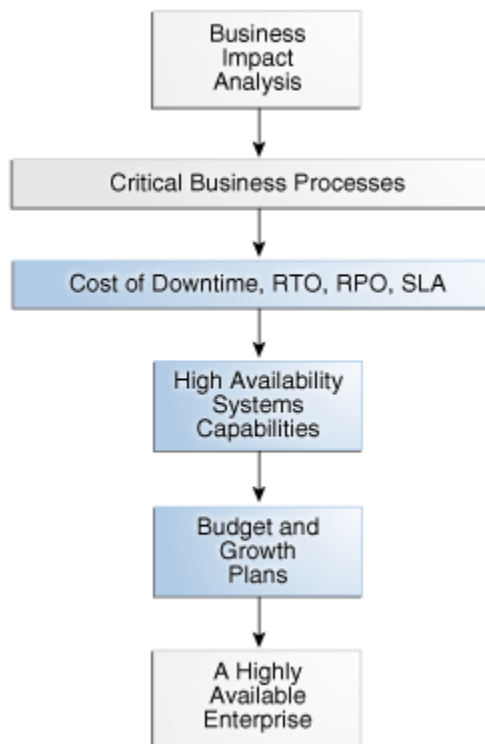 Business
Impact
Analysis
Critical Business Processes
Cost of Downtime, RTO, RPO, SLA
High Availability
Systems
Capabilities
Budget and
Growth
Plans
A Highly
Available
Enterprise